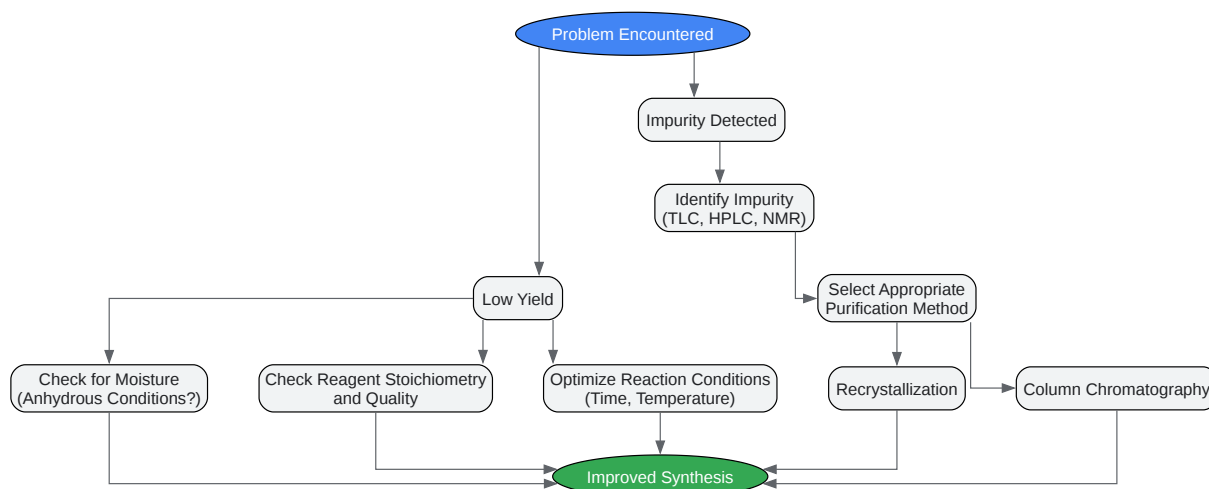 Problem Encountered
Impurity Detected
Identify Impurity
(TLC, HPLC, NMR)
Low Yield
Select Appropriate
Purification Method
Check for Moisture
(Anhydrous Conditions?)
Check Reagent Stoichiometry
and Quality
Optimize Reaction Conditions
(Time, Temperature)
Recrystallization
Column Chromatography
Improved Synthesis